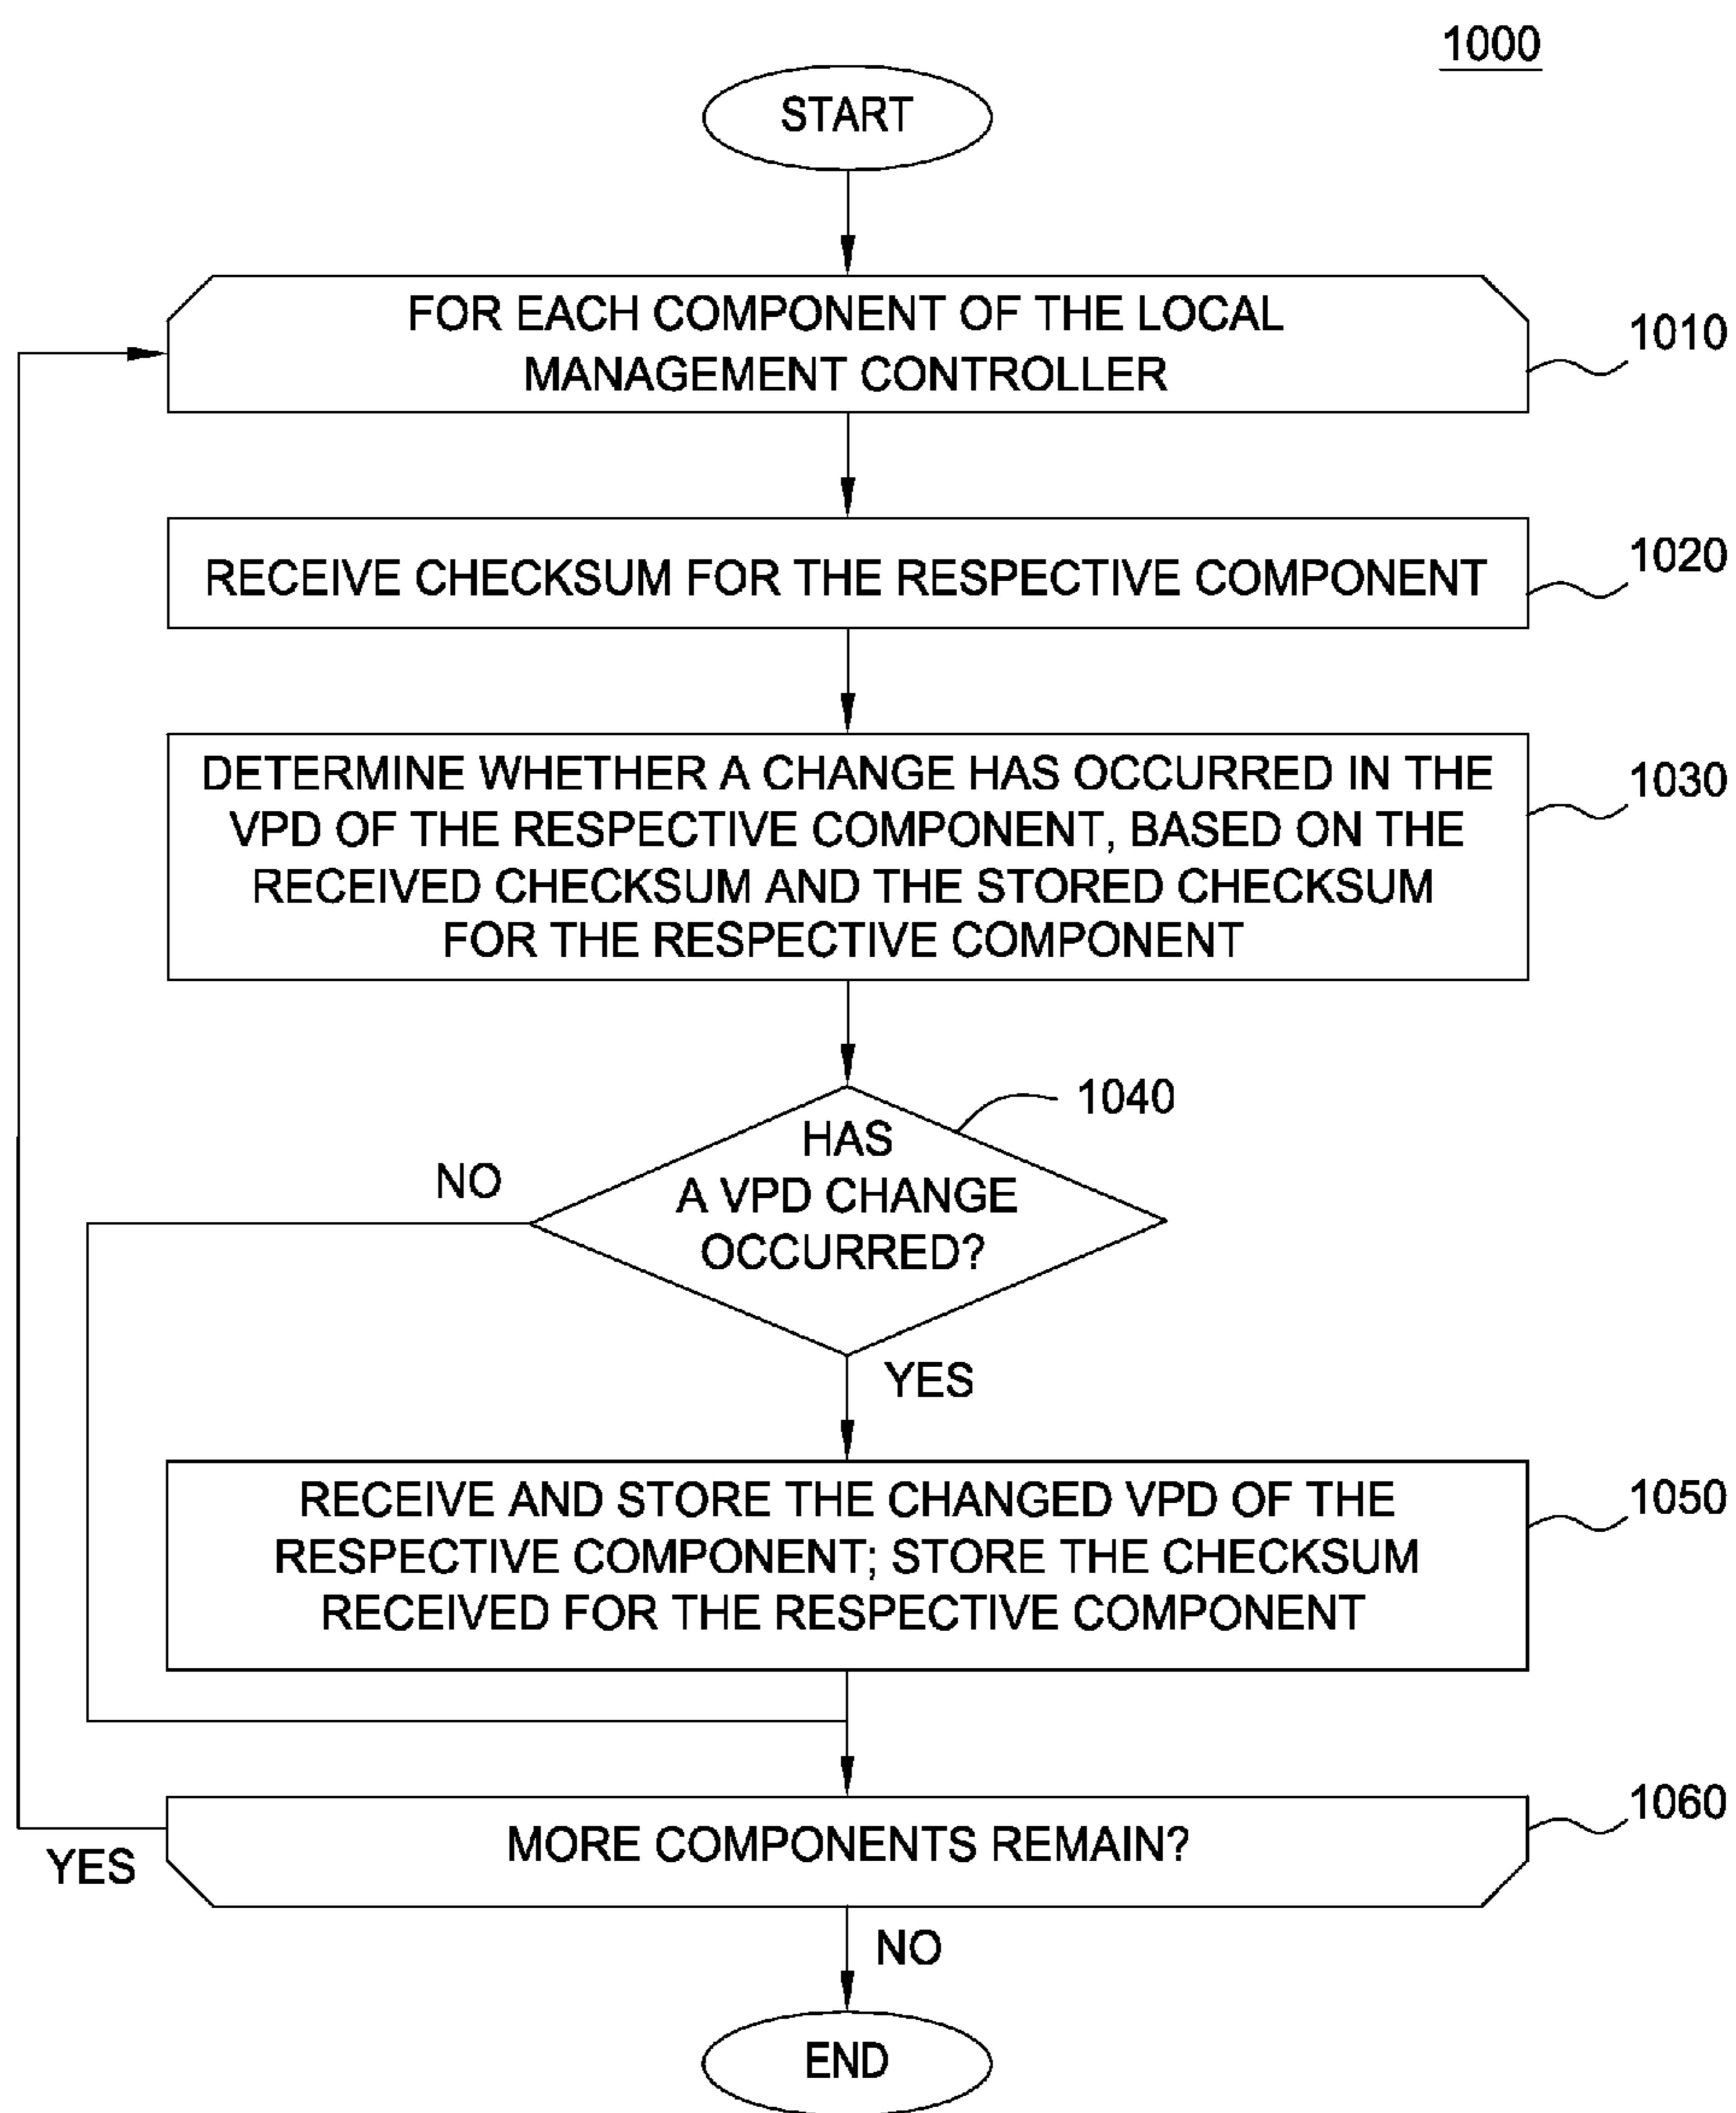 1000
START
FOR EACH COMPONENT OF THE LOCAL
MANAGEMENT CONTROLLER
1010
RECEIVE CHECKSUM FOR THE RESPECTIVE COMPONENT
1020
DETERMINE WHETHER A CHANGE HAS OCCURRED IN THE
VPD OF THE RESPECTIVE COMPONENT, BASED ON THE
RECEIVED CHECKSUM AND THE STORED CHECKSUM
FOR THE RESPECTIVE COMPONENT
1030
HAS
A VPD CHANGE
OCCURRED?
1040
NO
YES
RECEIVE AND STORE THE CHANGED VPD OF THE
RESPECTIVE COMPONENT; STORE THE CHECKSUM
RECEIVED FOR THE RESPECTIVE COMPONENT
1050
MORE COMPONENTS REMAIN?
1060
YES
NO
END